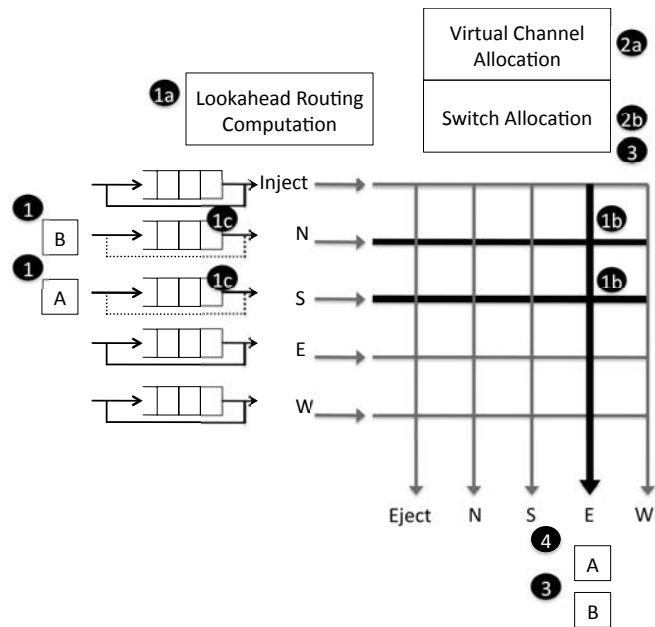 Virtual Channel
Allocation
2a
1a
Lookahead Routing
Computation
Switch Allocation
2b
3
Inject
1
B
1c
N
1b
1
A
1c
S
1b
E
W
Eject N S E W
4
A
3
B